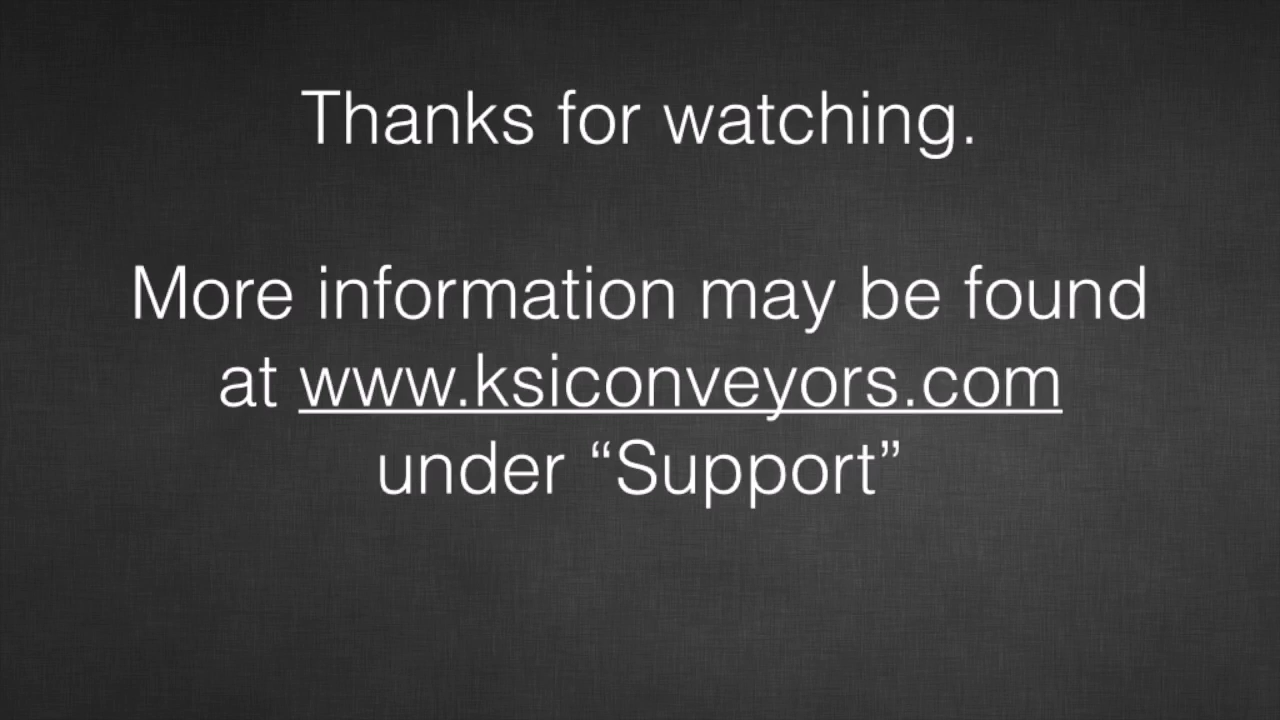 Thanks for watching.
More information may be found
at www.ksiconveyors.com
under “Support”